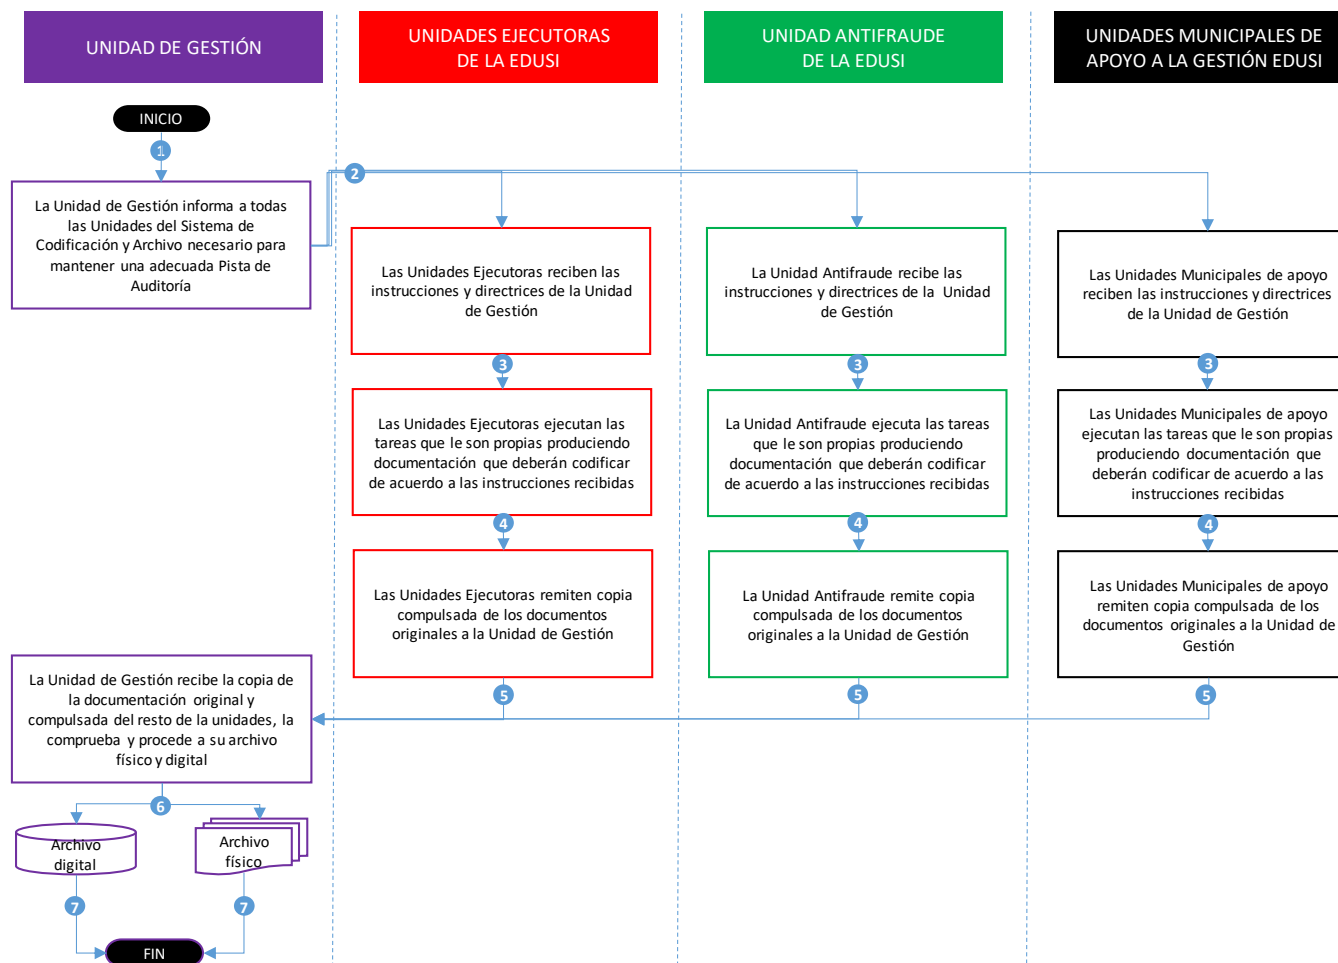 UNIDAD DE GESTIÓN
UNIDADES EJECUTORAS
DE LA EDUSI
UNIDAD ANTIFRAUDE
DE LA EDUSI
UNIDADES MUNICIPALES DE
APOYO A LA GESTIÓN EDUSI
INICIO
1
2
La Unidad de Gestión informa a todas
las Unidades del Sistema de
Codificación y Archivo necesario para
mantener una adecuada Pista de
Auditoría
Las Unidades Ejecutoras reciben las
instrucciones y directrices de la Unidad
de Gestión
La Unidad Antifraude recibe las
instrucciones y directrices de la Unidad
de Gestión
Las Unidades Municipales de apoyo
reciben las instrucciones y directrices
de la Unidad de Gestión
3
3
3
Las Unidades Ejecutoras ejecutan las
tareas que le son propias produciendo
documentación que deberán codificar
de acuerdo a las instrucciones recibidas
La Unidad Antifraude ejecuta las tareas
que le son propias produciendo
documentación que deberán codificar
de acuerdo a las instrucciones recibidas
Las Unidades Municipales de apoyo
ejecutan las tareas que le son propias
produciendo documentación que
deberán codificar de acuerdo a las
instrucciones recibidas
4
4
4
Las Unidades Ejecutoras remiten copia
compulsada de los documentos
originales a la Unidad de Gestión
La Unidad Antifraude remite copia
compulsada de los documentos
originales a la Unidad de Gestión
Las Unidades Municipales de apoyo
remiten copia compulsada de los
documentos originales a la Unidad de
Gestión
5
5
5
La Unidad de Gestión recibe la copia de
la documentación original y
compulsada del resto de la unidades, la
comprueba y procede a su archivo
físico y digital
6
Archivo
digital
Archivo
físico
7
7
FIN